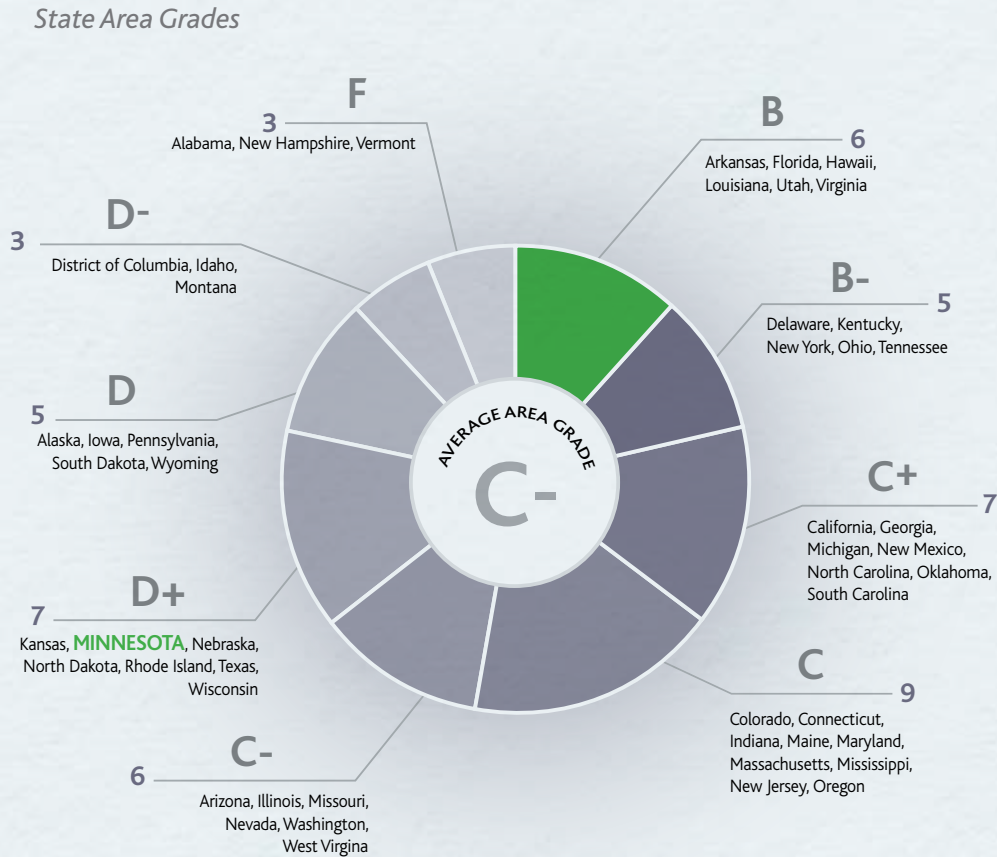 State Area Grades
F
3
Alabama, New Hampshire, Vermont
B
6
Arkansas, Florida, Hawaii,
Louisiana, Utah, Virginia
D-
3
District of Columbia, Idaho,
Montana
B-
5
Delaware, Kentucky,
New York, Ohio, Tennessee
D
5
Alaska, Iowa, Pennsylvania,
South Dakota, Wyoming
AVERAGE AREA GRADE
C-
C+
7
California, Georgia,
Michigan, New Mexico,
North Carolina, Oklahoma,
South Carolina
D+
7
Kansas, MINNESOTA, Nebraska,
North Dakota, Rhode Island, Texas,
Wisconsin
C
9
Colorado, Connecticut,
Indiana, Maine, Maryland,
Massachusetts, Mississippi,
New Jersey, Oregon
C-
6
Arizona, Illinois, Missouri,
Nevada, Washington,
West Virgina